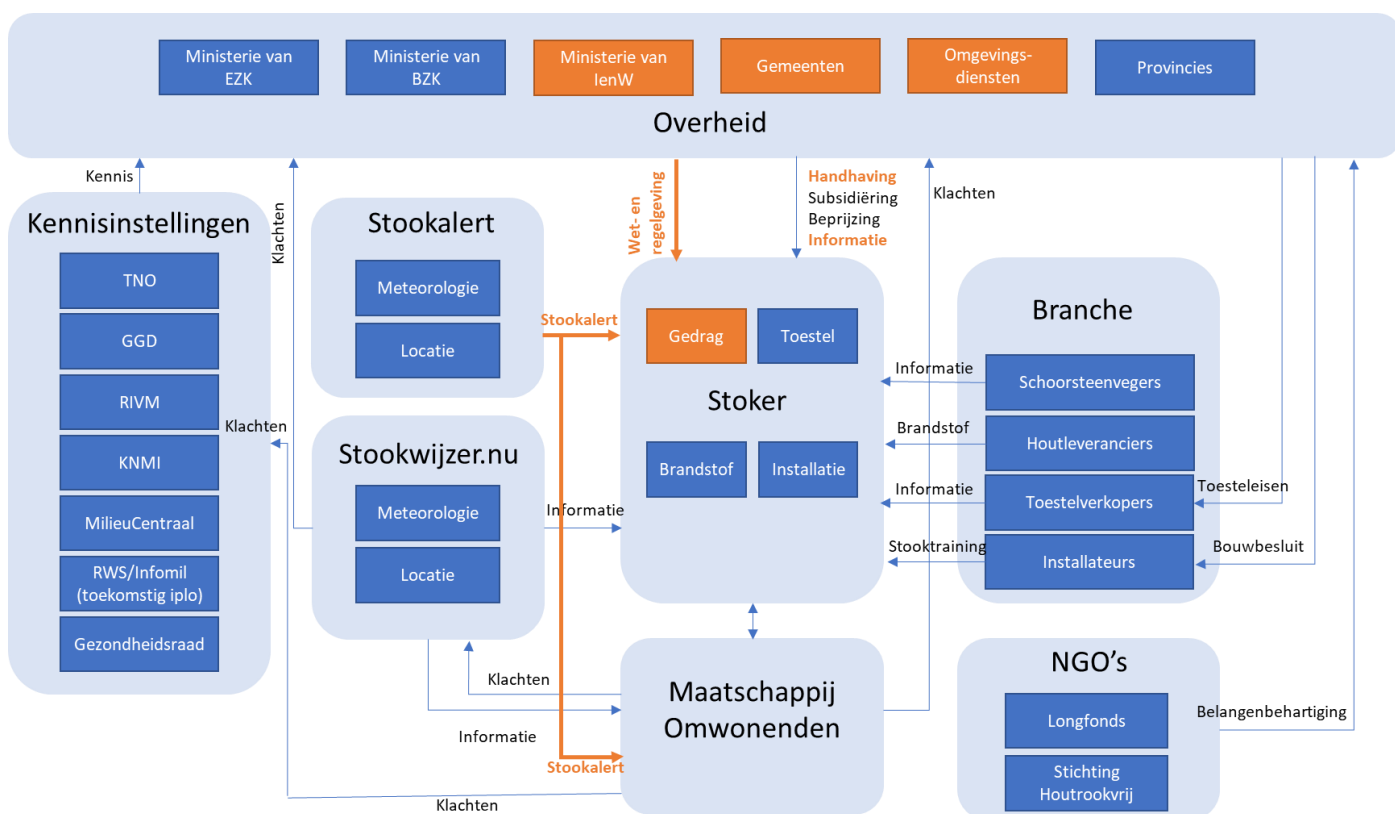 Ministerie van
EZK
Ministerie van
BZK
Ministerie van
IenW
Gemeenten
Omgevings-
diensten
Provincies
Overheid
Kennis
Klachten
Wet- en
regelgeving
Handhaving
Subsidiëring
Beprijzing
Informatie
Klachten
Kennisinstellingen
TNO
GGD
RIVM
KNMI
MilieuCentraal
RWS/Infomil
(toekomstig iplo)
Gezondheidsraad
Klachten
Stookalert
Meteorologie
Locatie
Stookalert
Stookwijzer.nu
Meteorologie
Locatie
Informatie
Gedrag
Toestel
Stoker
Brandstof
Installatie
Informatie
Brandstof
Informatie
Stooktraining
Branche
Schoorsteenvegers
Houtleveranciers
Toestelverkopers
Installateurs
Toesteleisen
Bouwbesluit
Klachten
Informatie
Stookalert
Klachten
Maatschappij
Omwonenden
NGO's
Longfonds
Stichting
Houtrookvrij
Belangenbehartiging